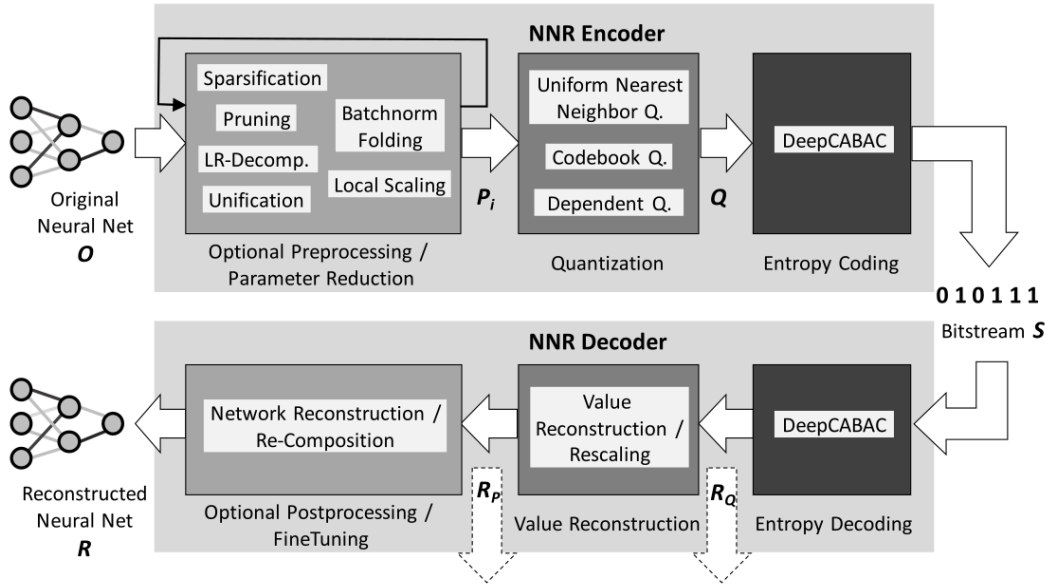 NNR Encoder
Sparsification
Pruning
LR-Decomp.
Unification
Batchnorm
Folding
Local Scaling
Uniform Nearest
Neighbor Q.
Codebook Q.
Dependent Q.
DeepCABAC
Original
Neural Net
O
P_i
Q
Optional Preprocessing /
Parameter Reduction
Quantization
Entropy Coding
0 1 0 1 1 1
Bitstream S
NNR Decoder
Network Reconstruction /
Re-Composition
Value
Reconstruction /
Rescaling
DeepCABAC
Reconstructed
Neural Net
R
R_P
R_Q
Optional Postprocessing /
FineTuning
Value Reconstruction
Entropy Decoding